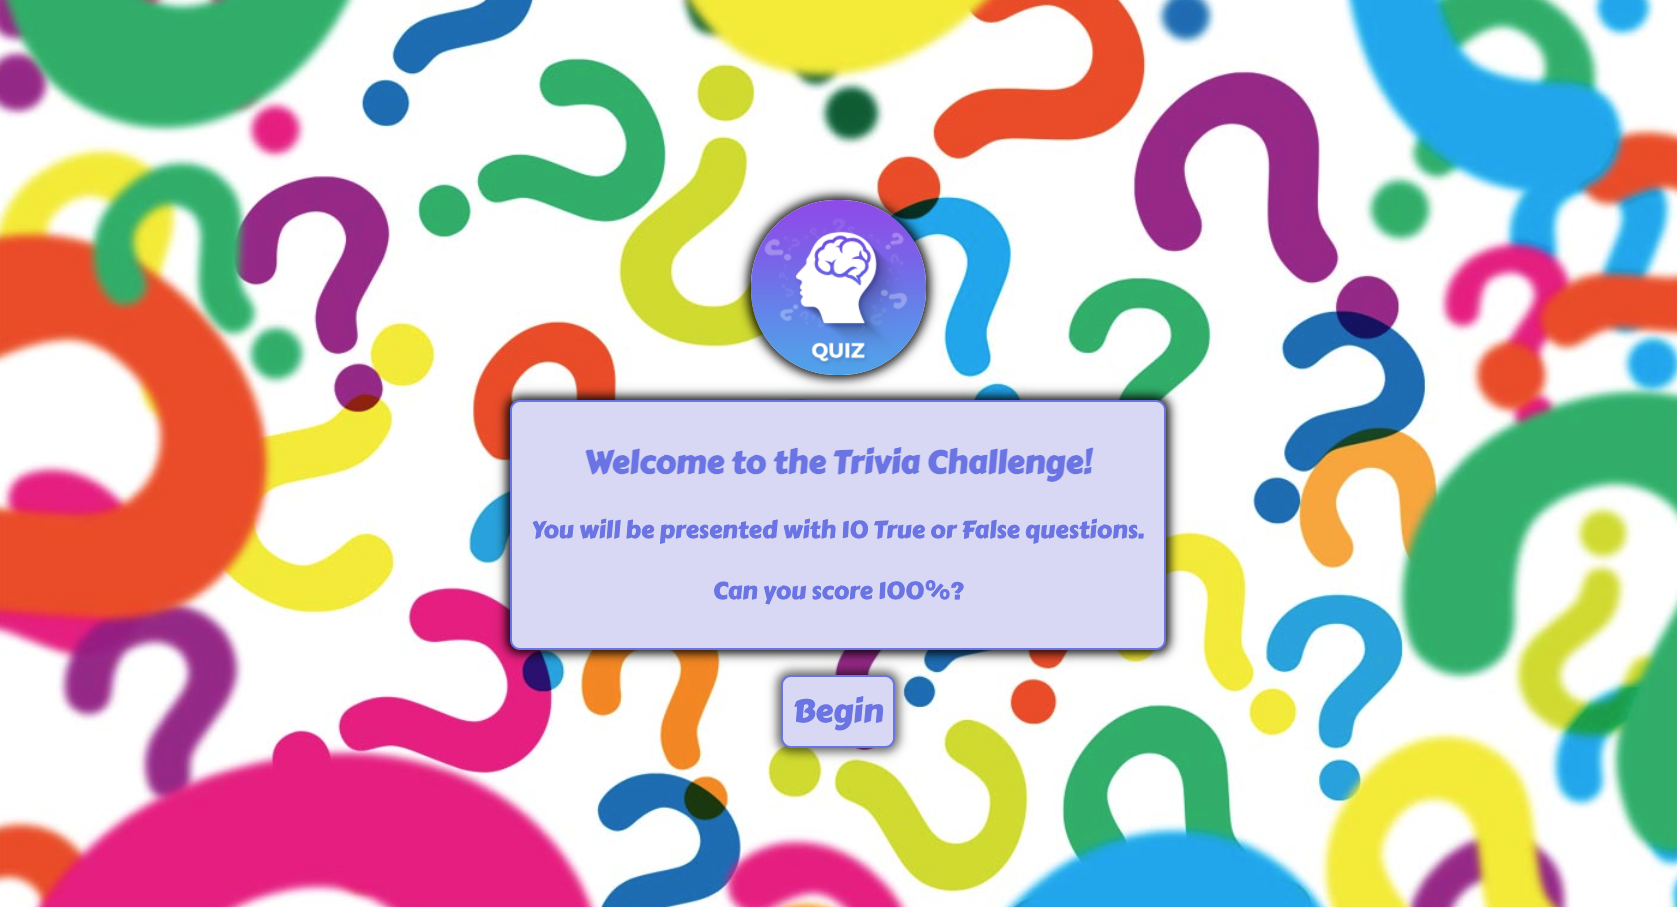 QUIZ
Welcome to the Trivia Challenge!
You will be presented with 10 True or False questions.
Can you score 100%?
Begin